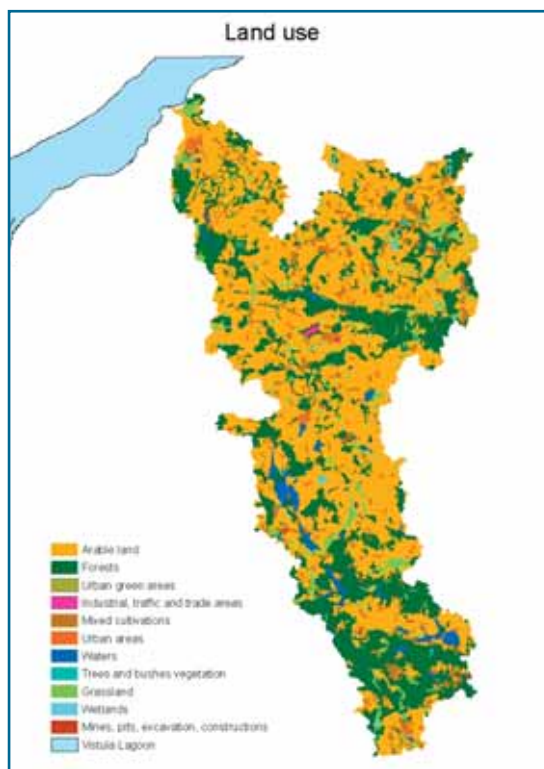 Land use
Arable land
Forests
Urban green areas
Industrial, traffic and trade areas
Mixed cultivations
Urban areas
Waters
Trees and bushes vegetation
Grassland
Wetlands
Mines, pits, excavation, constructions
Vistula Lagoon